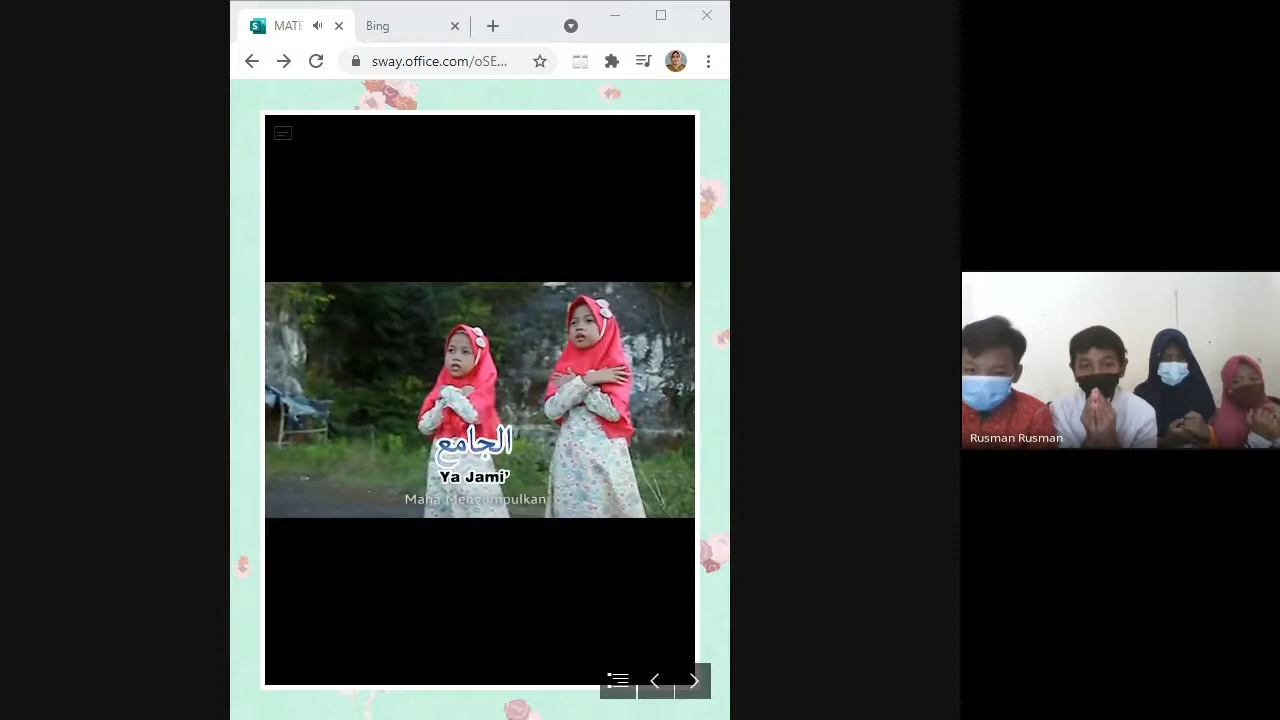 MATE
Bing
sway.office.com/oSE...
الجامع
Ya Jami'
Maha Mengumpulkan
Rusman Rusman